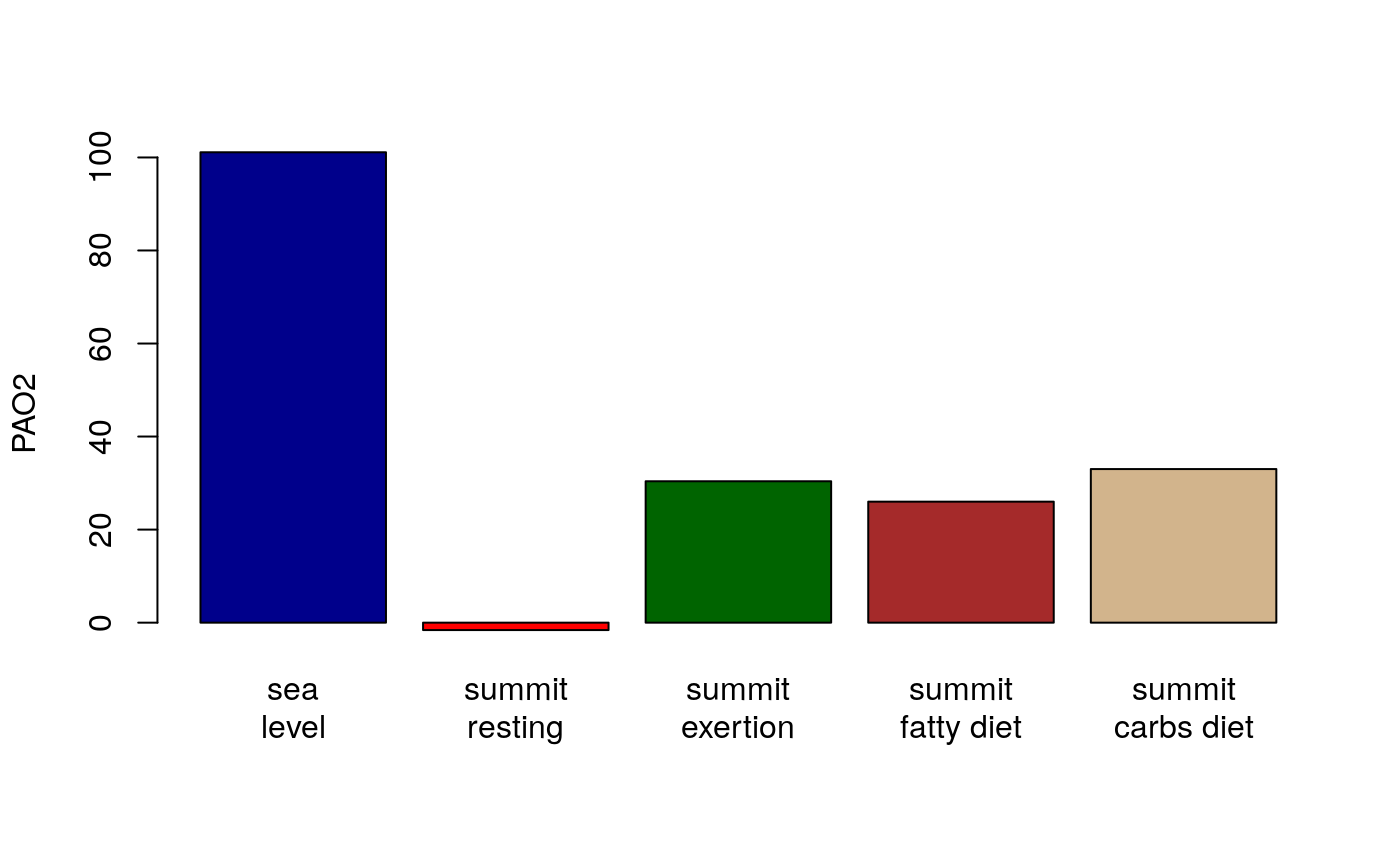 PAO2
100
80
60
40
20
0
sea
level
summit
resting
summit
exertion
summit
fatty diet
summit
carbs diet